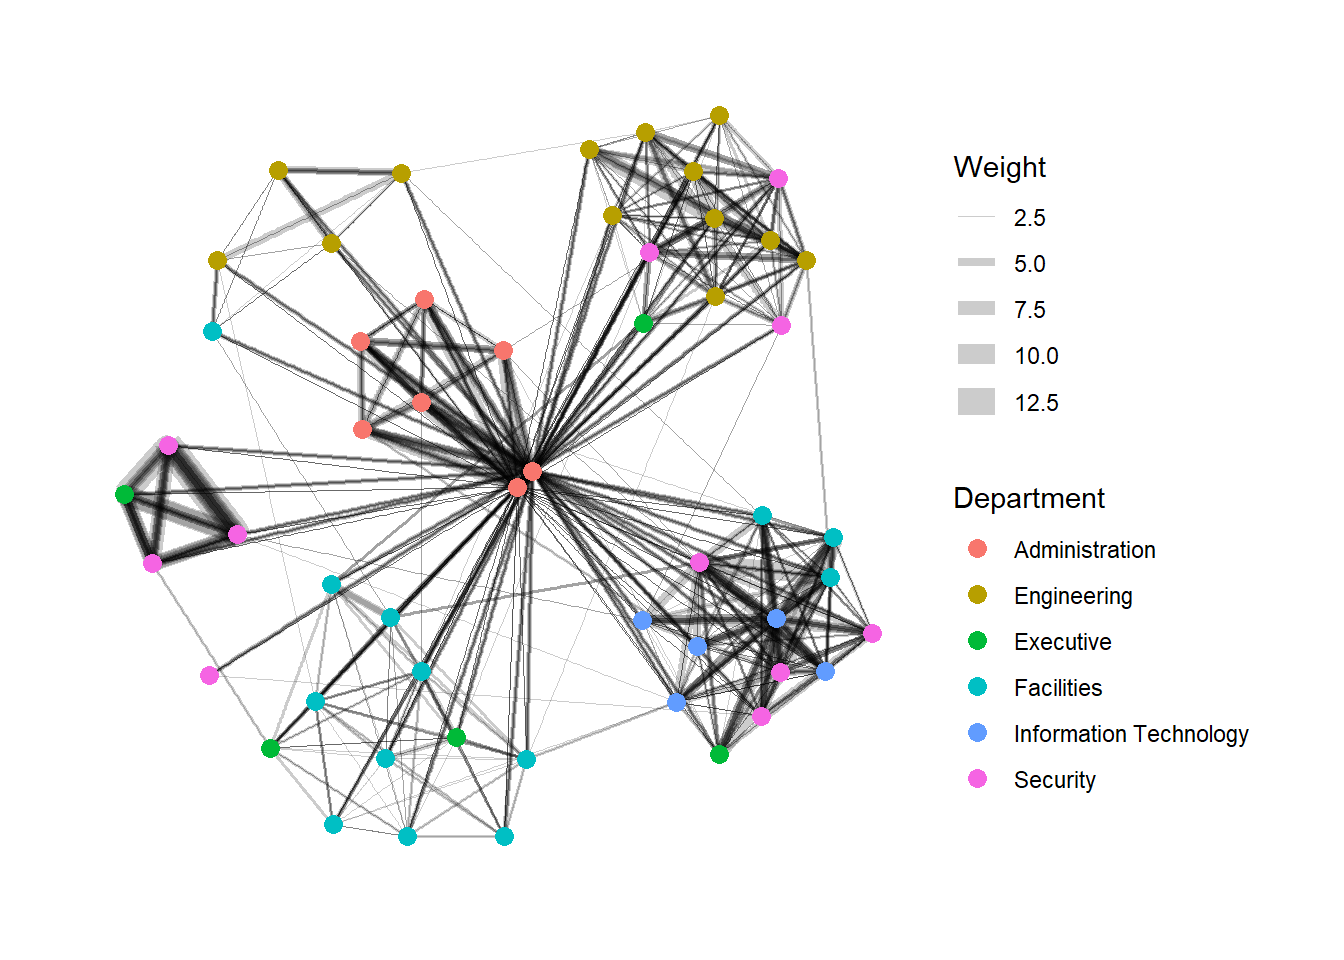 Weight
2.5
5.0
7.5
10.0
12.5
Department
Administration
Engineering
Executive
Facilities
Information Technology
Security